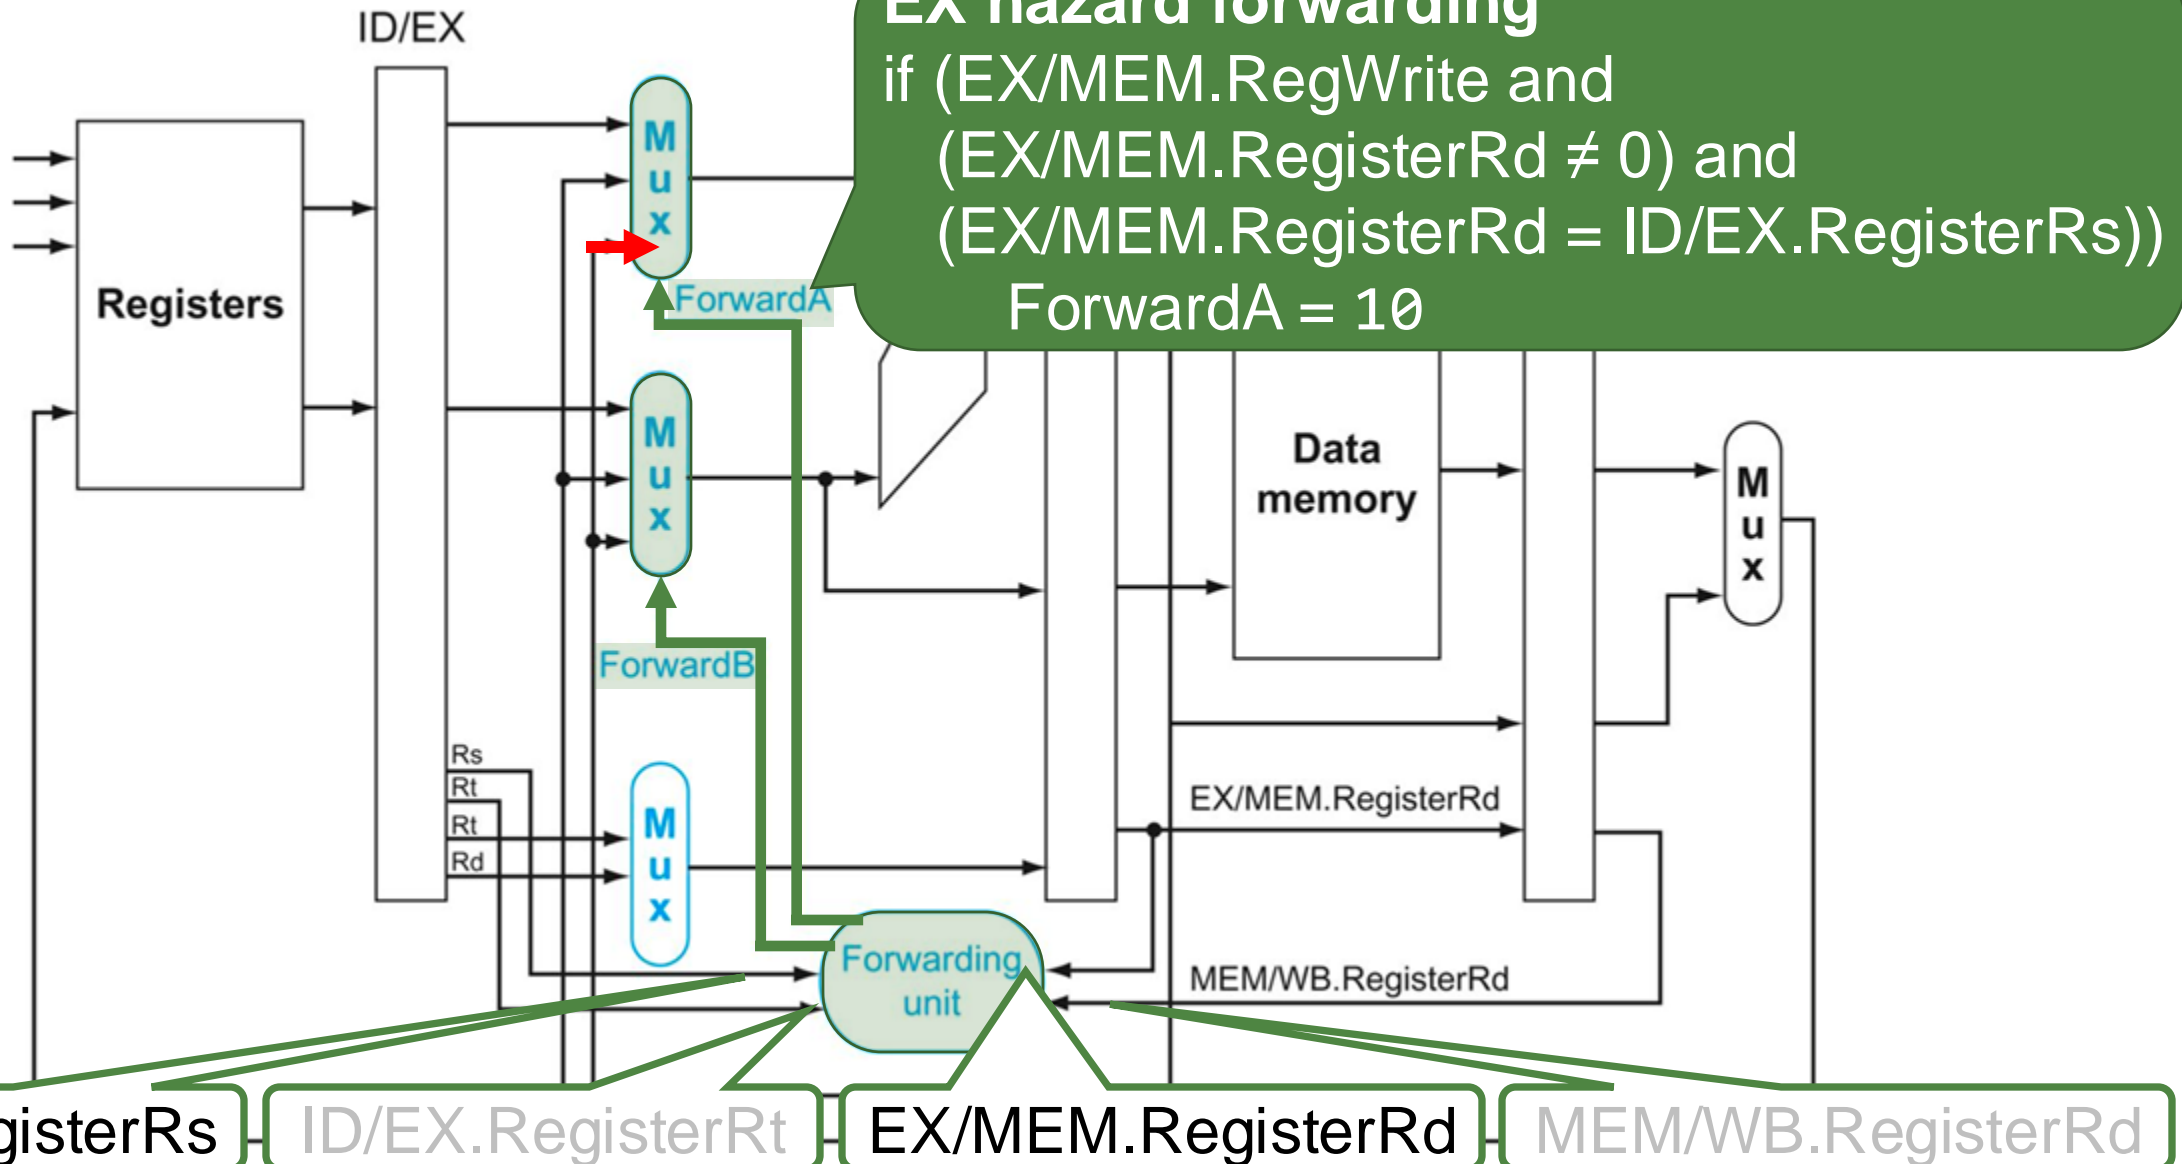 ID/EX
EX hazard forwarding
if (EX/MEM.RegWrite and
(EX/MEM.RegisterRd ≠ 0) and
(EX/MEM.RegisterRd = ID/EX.RegisterRs))
ForwardA = 10
Registers
M
u
x
ForwardA
M
u
x
ForwardB
Data
memory
M
u
x
Rs
Rt
Rt
Rd
M
u
x
EX/MEM.RegisterRd
Forwarding
unit
MEM/WB.RegisterRd
gisterRs
ID/EX.RegisterRt
EX/MEM.RegisterRd
MEM/WB.RegisterRd